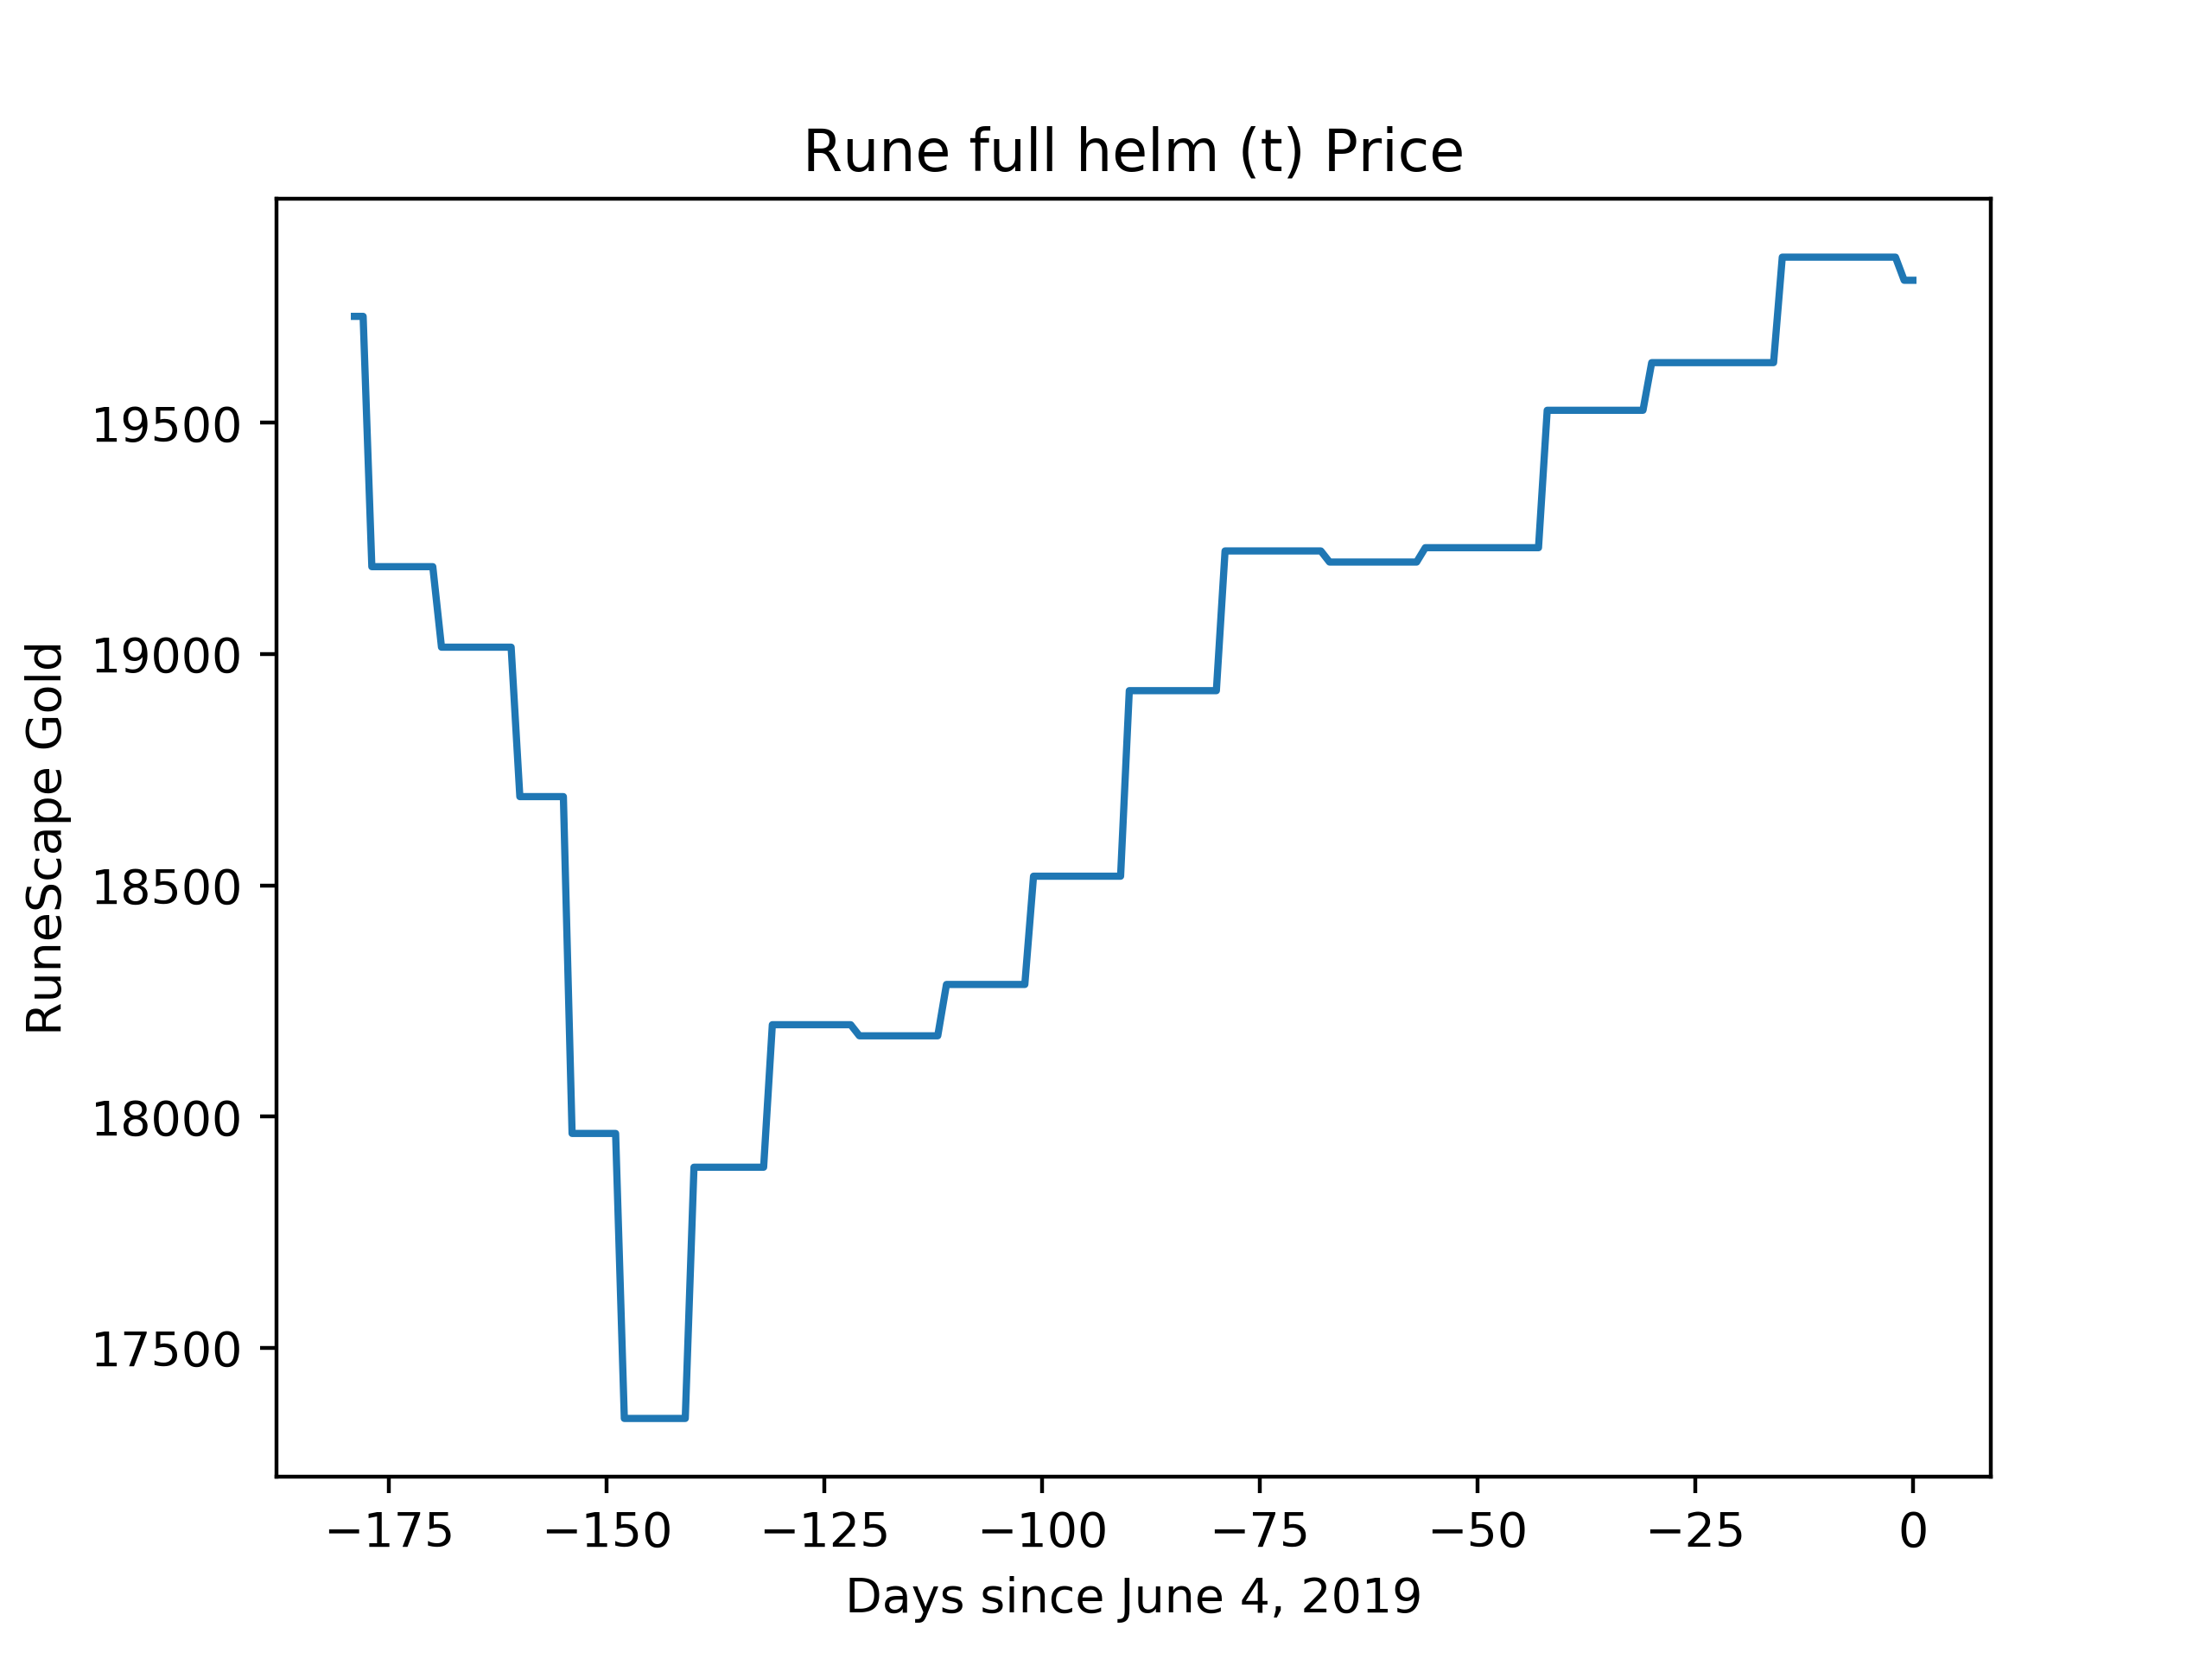 Rune full helm (t) Price
RuneScape Gold
19500
19000
18500
18000
17500
−175 −150 −125 −100 −75 −50 −25 0
Days since June 4, 2019